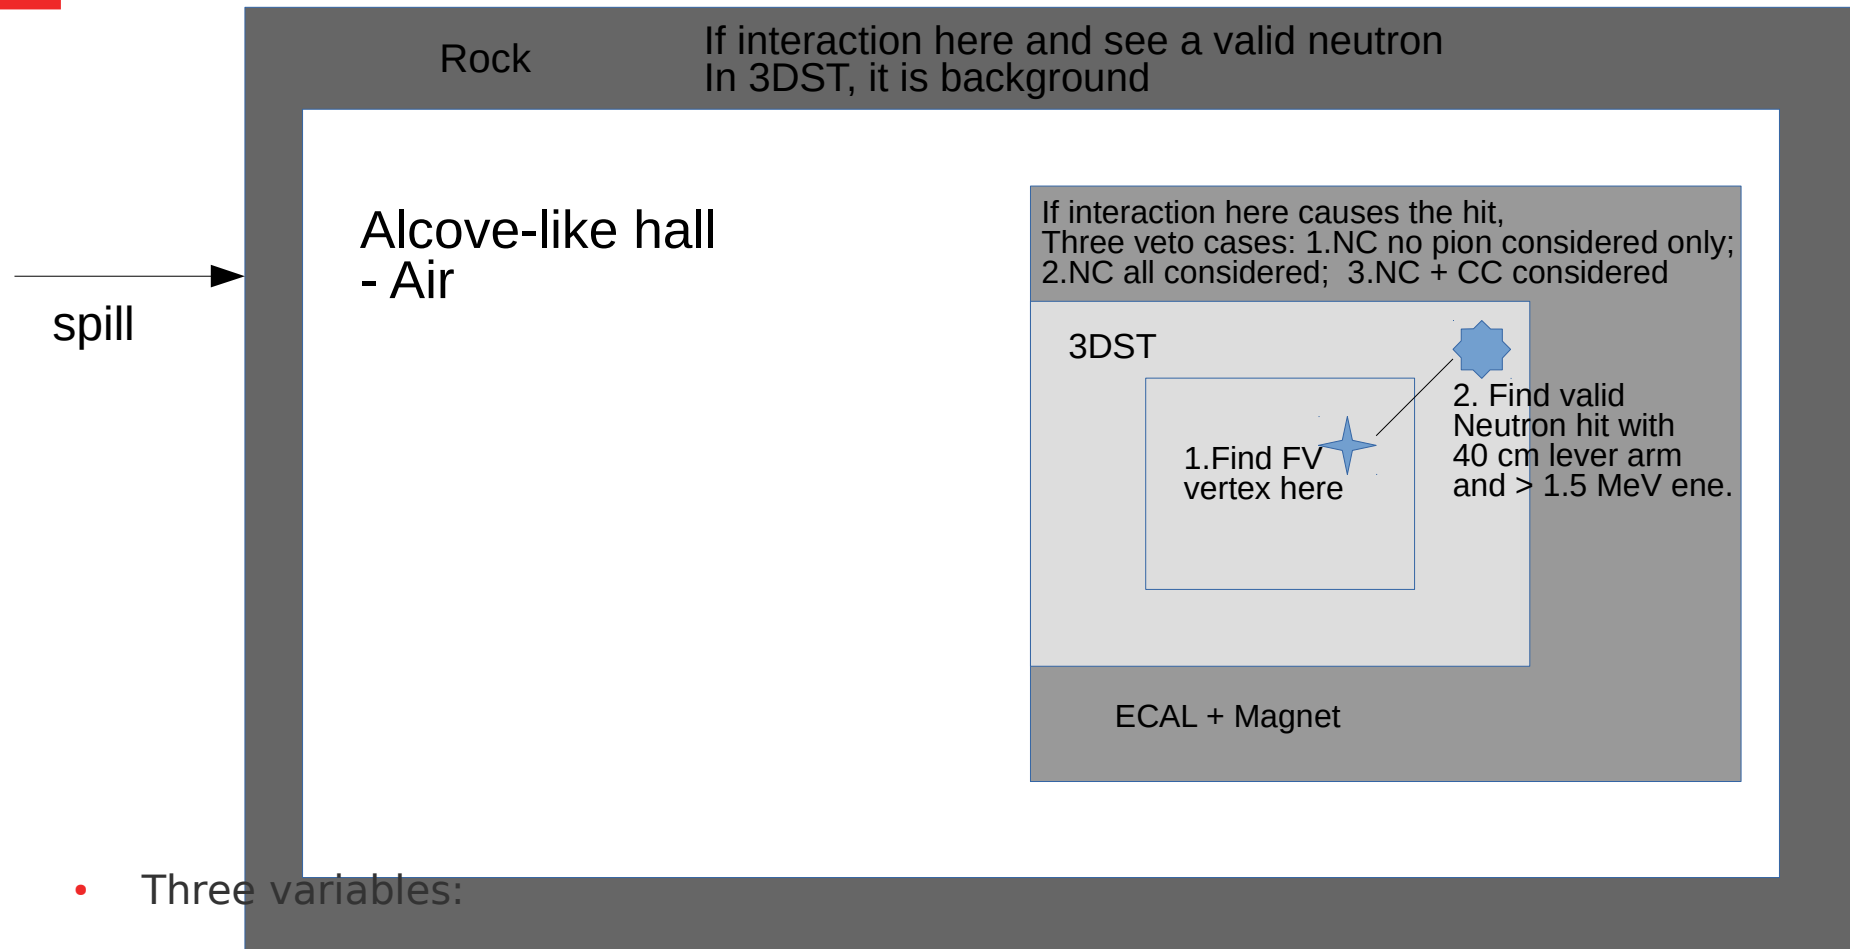 Rock
If interaction here and see a valid neutron
In 3DST, it is background
Alcove-like hall
- Air
spill
If interaction here causes the hit,
Three veto cases: 1.NC no pion considered only;
2.NC all considered; 3.NC + CC considered
3DST
1.Find FV
vertex here
2. Find valid
Neutron hit with
40 cm lever arm
and > 1.5 MeV ene.
ECAL + Magnet
• Three variables: